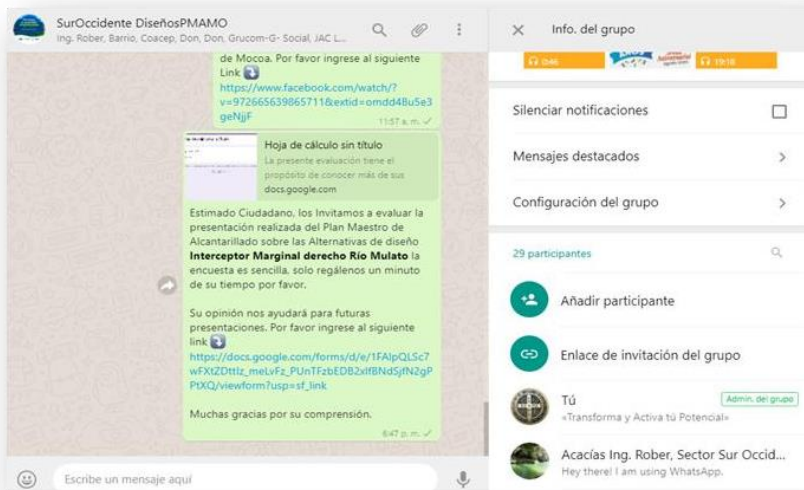 SurOccidente DiseñosPMAMO
Ing. Rober, Barrio, Coacep, Don, Don, Grucom-G- Social, JAC L...
de Mocoa. Por favor ingrese al siguiente
Link
https://www.facebook.com/watch/?
v=972665639865711&extid=omdd4Bu5e3
geNjjF
11:57 a. m.
Hoja de cálculo sin título
La presente evaluación tiene el
propósito de conocer más de sus
docs.google.com
Estimado Ciudadano, los Invitamos a evaluar la
presentación realizada del Plan Maestro de
Alcantarillado sobre las Alternativas de diseño
Interceptor Marginal derecho Río Mulato la
encuesta es sencilla, solo regálenos un minuto
de su tiempo por favor.
Su opinión nos ayudará para futuras
presentaciones. Por favor ingrese al siguiente
link
https://docs.google.com/forms/d/e/1FAIpQLSc7
wFXtZDttIz_meLvFz_PUnTFzbEDB2xlfBNdSjfN2gP
PtXQ/viewform?usp=sf_link
Muchas gracias por su comprensión.
6:47 p. m.
Escribe un mensaje aquí
Info. del grupo
0:46
19:18
Silenciar notificaciones
Mensajes destacados
Configuración del grupo
29 participantes
Añadir participante
Enlace de invitación del grupo
Tú
Admin. del grupo
«Transforma y Activa tú Potencial»
Acacías Ing. Rober, Sector Sur Occid...
Hey there! I am using WhatsApp.